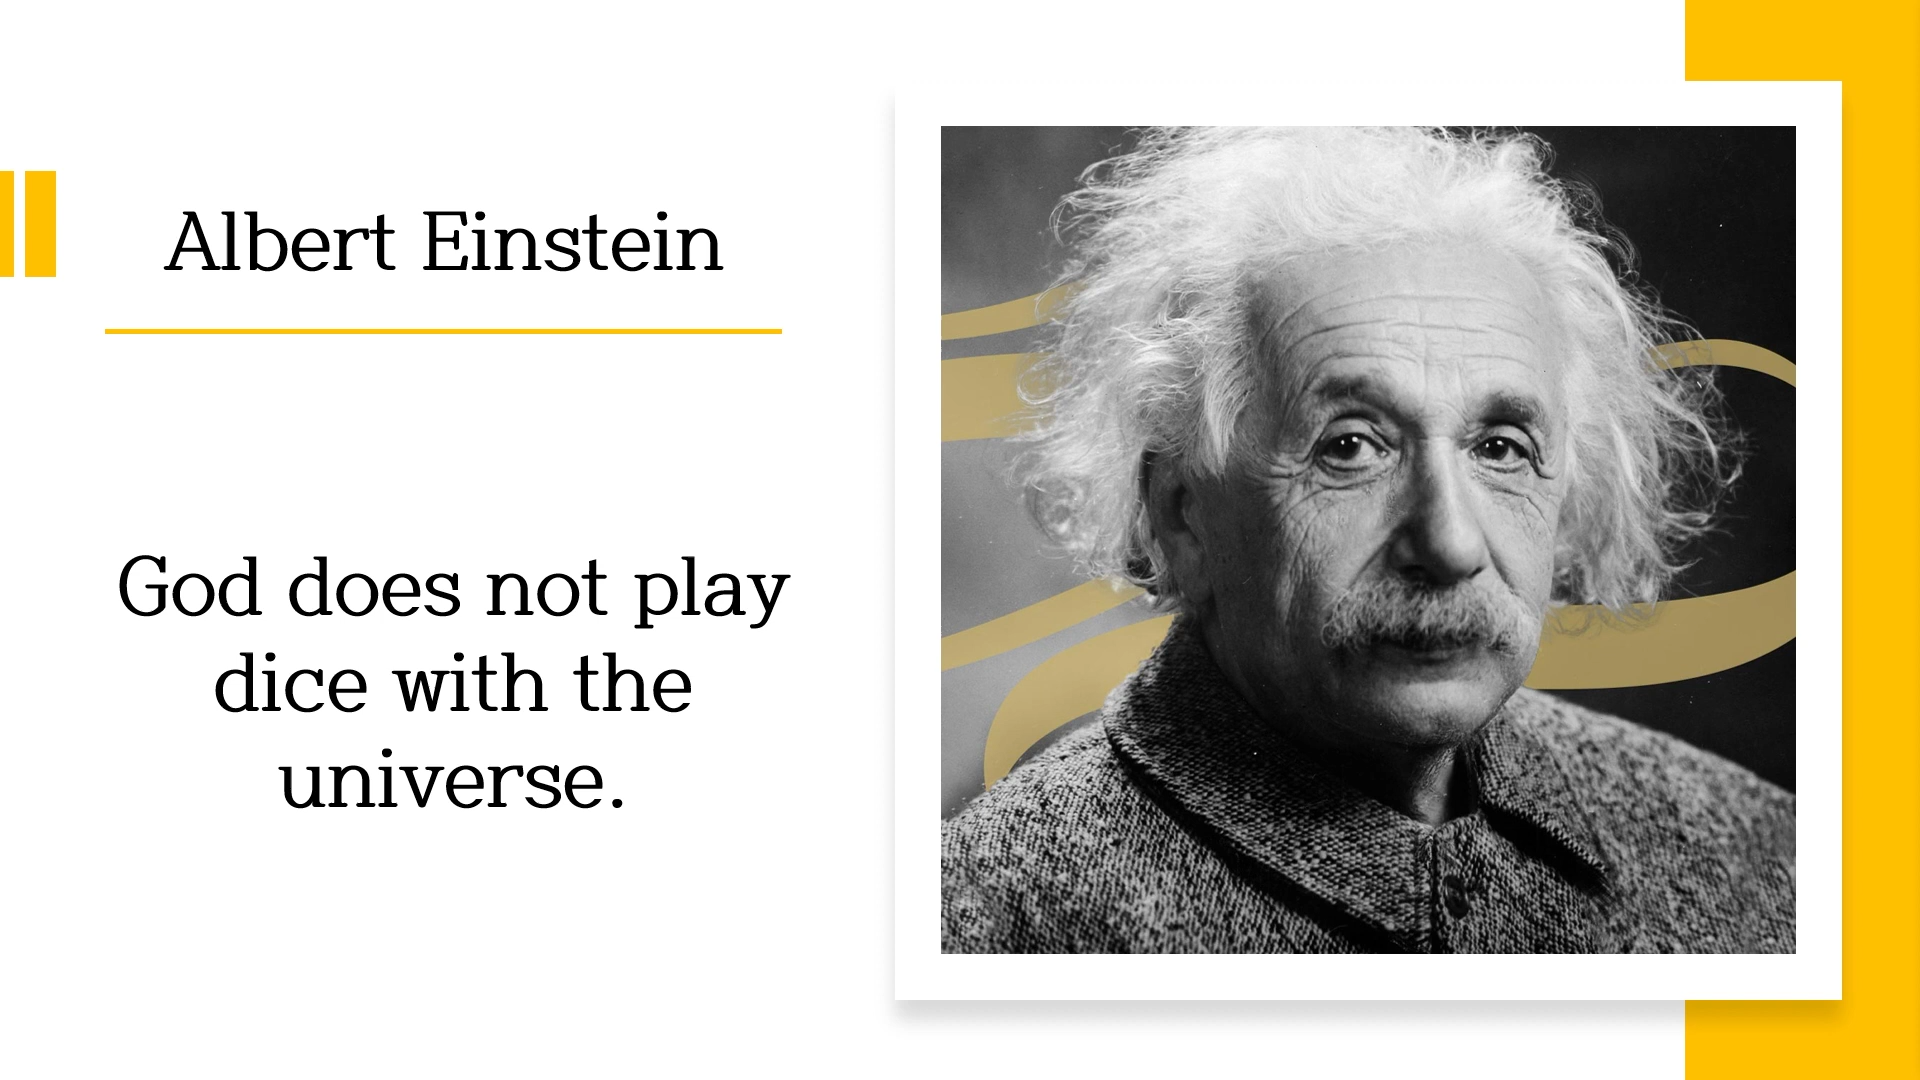 Albert Einstein
God does not play
dice with the
universe.